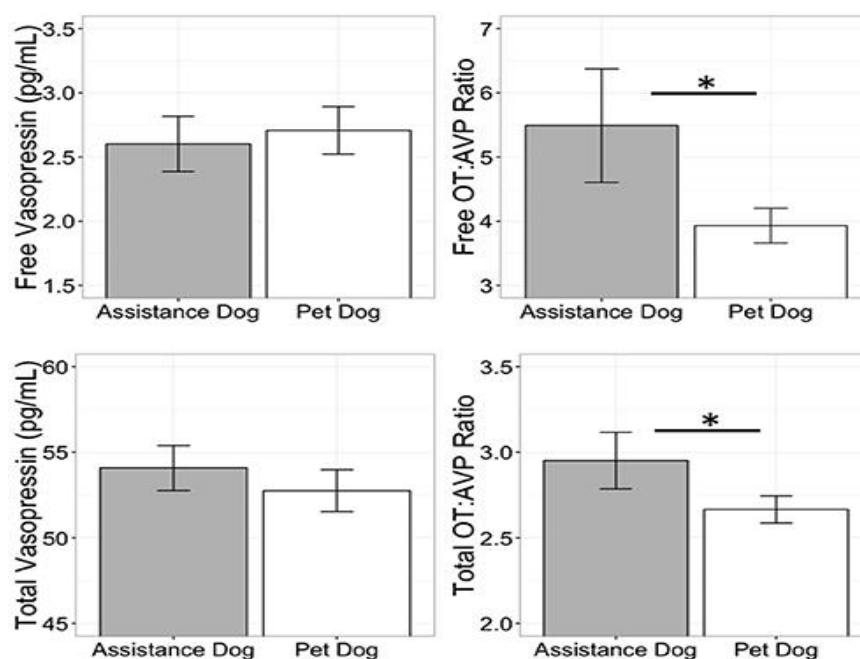 Free Vasopressin (pg/mL)
3.5
3.0
2.5
2.0
1.5
Assistance Dog Pet Dog
Free OT:AVP Ratio
7
6
5
4
3
*
Assistance Dog Pet Dog
Total Vasopressin (pg/mL)
60
55
50
45
Assistance Dog Pet Dog
Total OT:AVP Ratio
3.5
3.0
2.5
2.0
*
Assistance Dog Pet Dog